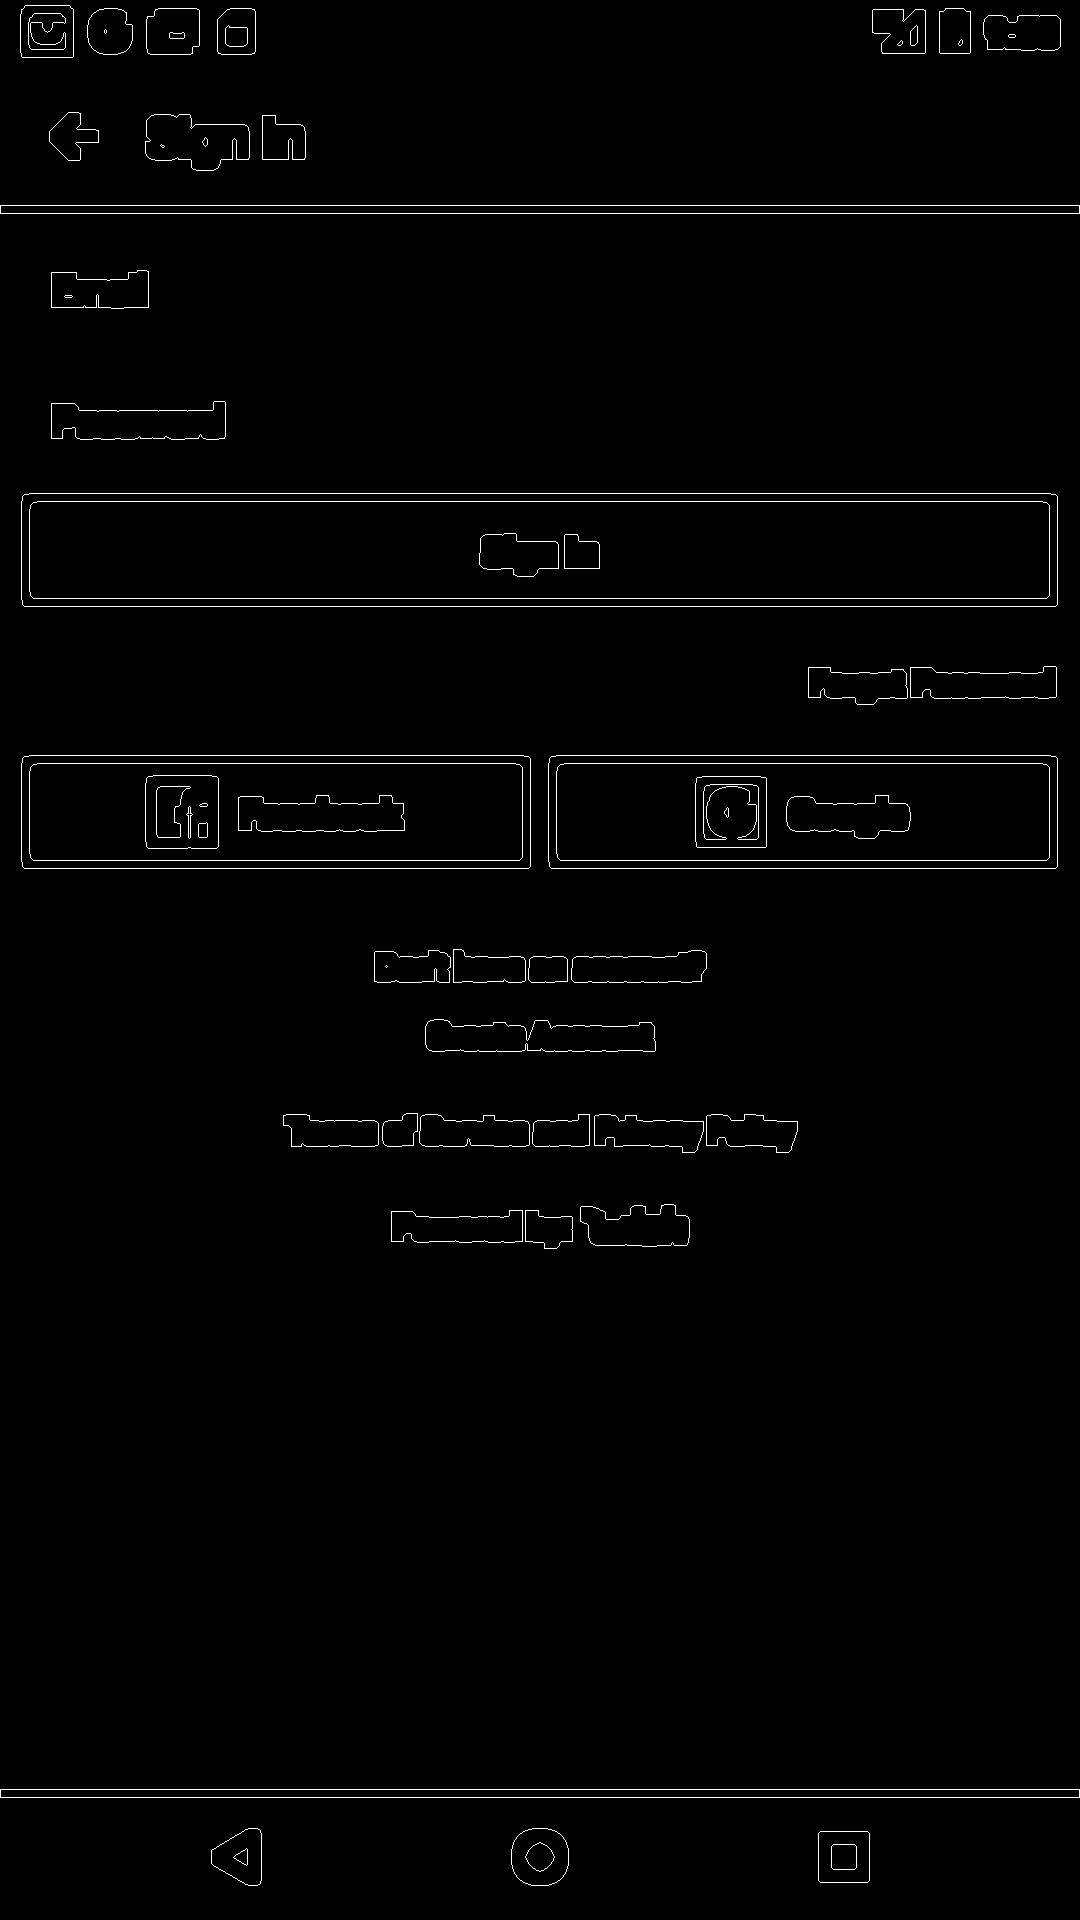 Sign in
Email
Password
Sign in
Forgot Password
Facebook
Google
Don't have an account?
Create Account
Terms of Service and Privacy Policy
Powered by